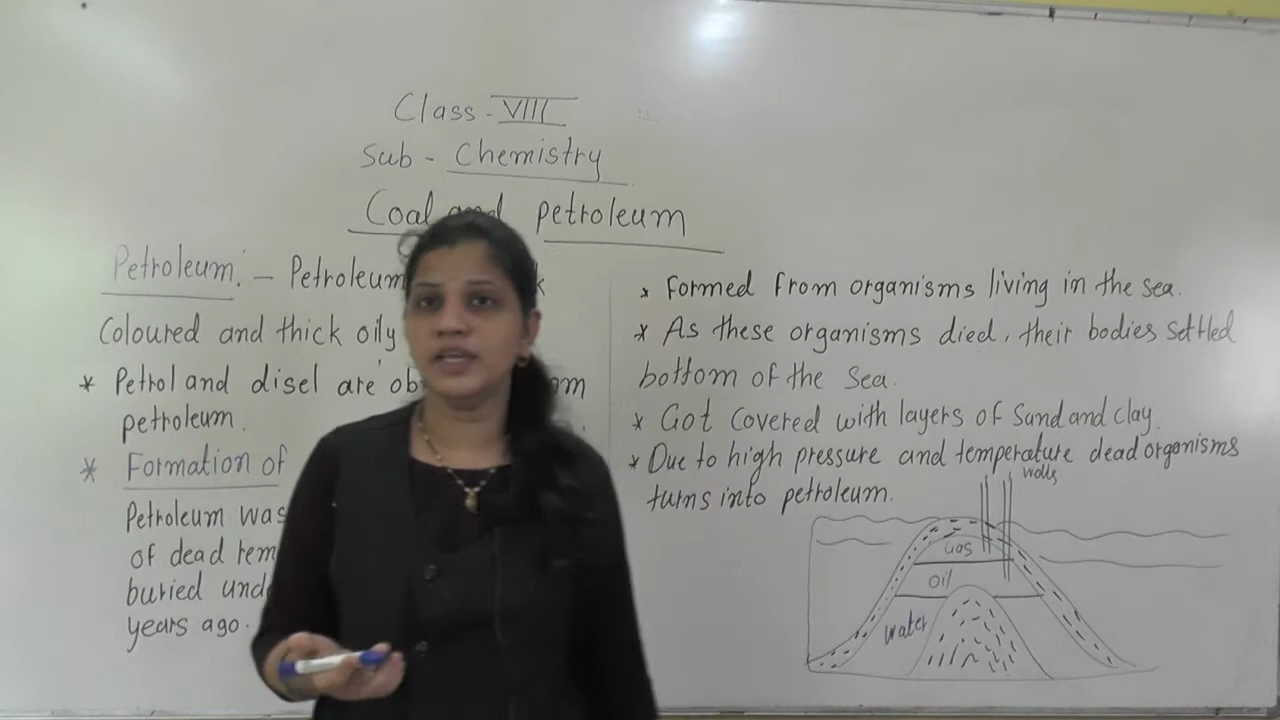 Class - VIII
Sub - Chemistry
Coal and petroleum
Petroleum: - Petroleum
Coloured and thick oily
* Petrol and disel are
petroleum.
* Formation of
Petroleum was
of dead
buried
years ago.
* Formed from organisms living in the sea.
* As these organisms died, their bodies settled
bottom of the Sea.
* Got covered with layers of Sand and clay.
* Due to high pressure and temperature dead organisms
turns into petroleum.
Gas
Oil
Water